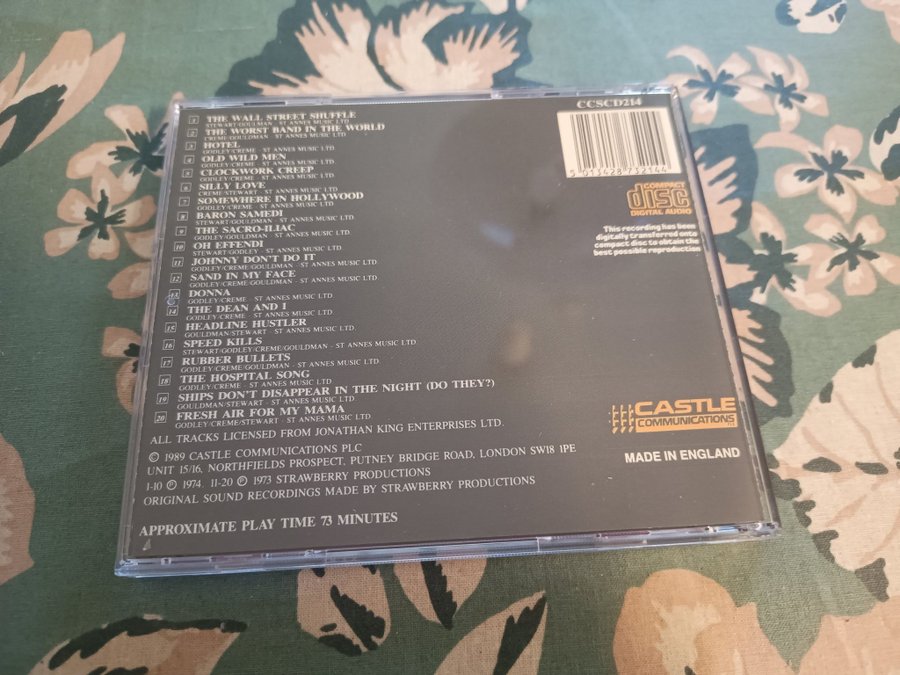 CCSCD214
5 013428 732144
COMPACT
disc
DIGITAL AUDIO
This recording has been
digitally transferred onto
compact disc to obtain the
best possible reproduction
1 THE WALL STREET SHUFFLE
STEWART/GOULMAN · ST ANNES MUSIC LTD
2 THE WORST BAND IN THE WORLD
CREME/GOULDMAN · ST ANNES MUSIC LTD
3 HOTEL
GODLEY/CREME · ST ANNES MUSIC LTD
4 OLD WILD MEN
GODLEY/CREME · ST ANNES MUSIC LTD
5 CLOCKWORK CREEP
GODLEY/CREME · ST ANNES MUSIC LTD
6 SILLY LOVE
CREME/STEWART · ST ANNES MUSIC LTD
7 SOMEWHERE IN HOLLYWOOD
GODLEY/CREME · ST ANNES MUSIC LTD
8 BARON SAMEDI
STEWART/GOULDMAN · ST ANNES MUSIC LTD
9 THE SACRO-ILIAC
GODLEY/CREME · ST ANNES MUSIC LTD
10 OH EFFENDI
STEWART/GOULDMAN · ST ANNES MUSIC LTD
11 JOHNNY DON'T DO IT
GODLEY/CREME/GOULDMAN · ST ANNES MUSIC LTD
12 SAND IN MY FACE
GODLEY/CREME/GOULDMAN · ST ANNES MUSIC LTD
13 DONNA
GODLEY/CREME · ST ANNES MUSIC LTD
14 THE DEAN AND I
GODLEY/CREME · ST ANNES MUSIC LTD
15 HEADLINE HUSTLER
GOULDMAN/STEWART · ST ANNES MUSIC LTD
16 SPEED KILLS
STEWART/GODLEY/CREME/GOULDMAN · ST ANNES MUSIC LTD
17 RUBBER BULLETS
GODLEY/CREME/GOULDMAN · ST ANNES MUSIC LTD
18 THE HOSPITAL SONG
GODLEY/CREME · ST ANNES MUSIC LTD
19 SHIPS DON'T DISAPPEAR IN THE NIGHT (DO THEY?)
GOULDMAN/STEWART · ST ANNES MUSIC LTD
20 FRESH AIR FOR MY MAMA
GODLEY/CREME/STEWART · ST ANNES MUSIC LTD
ALL TRACKS LICENSED FROM JONATHAN KING ENTERPRISES LTD.
© 1989 CASTLE COMMUNICATIONS PLC
UNIT 15/16, NORTHFIELDS PROSPECT, PUTNEY BRIDGE ROAD, LONDON SW18 1PE
1-10 ℗ 1974. 11-20 ℗ 1973 STRAWBERRY PRODUCTIONS
ORIGINAL SOUND RECORDINGS MADE BY STRAWBERRY PRODUCTIONS
APPROXIMATE PLAY TIME 73 MINUTES
CASTLE
COMMUNICATIONS
MADE IN ENGLAND